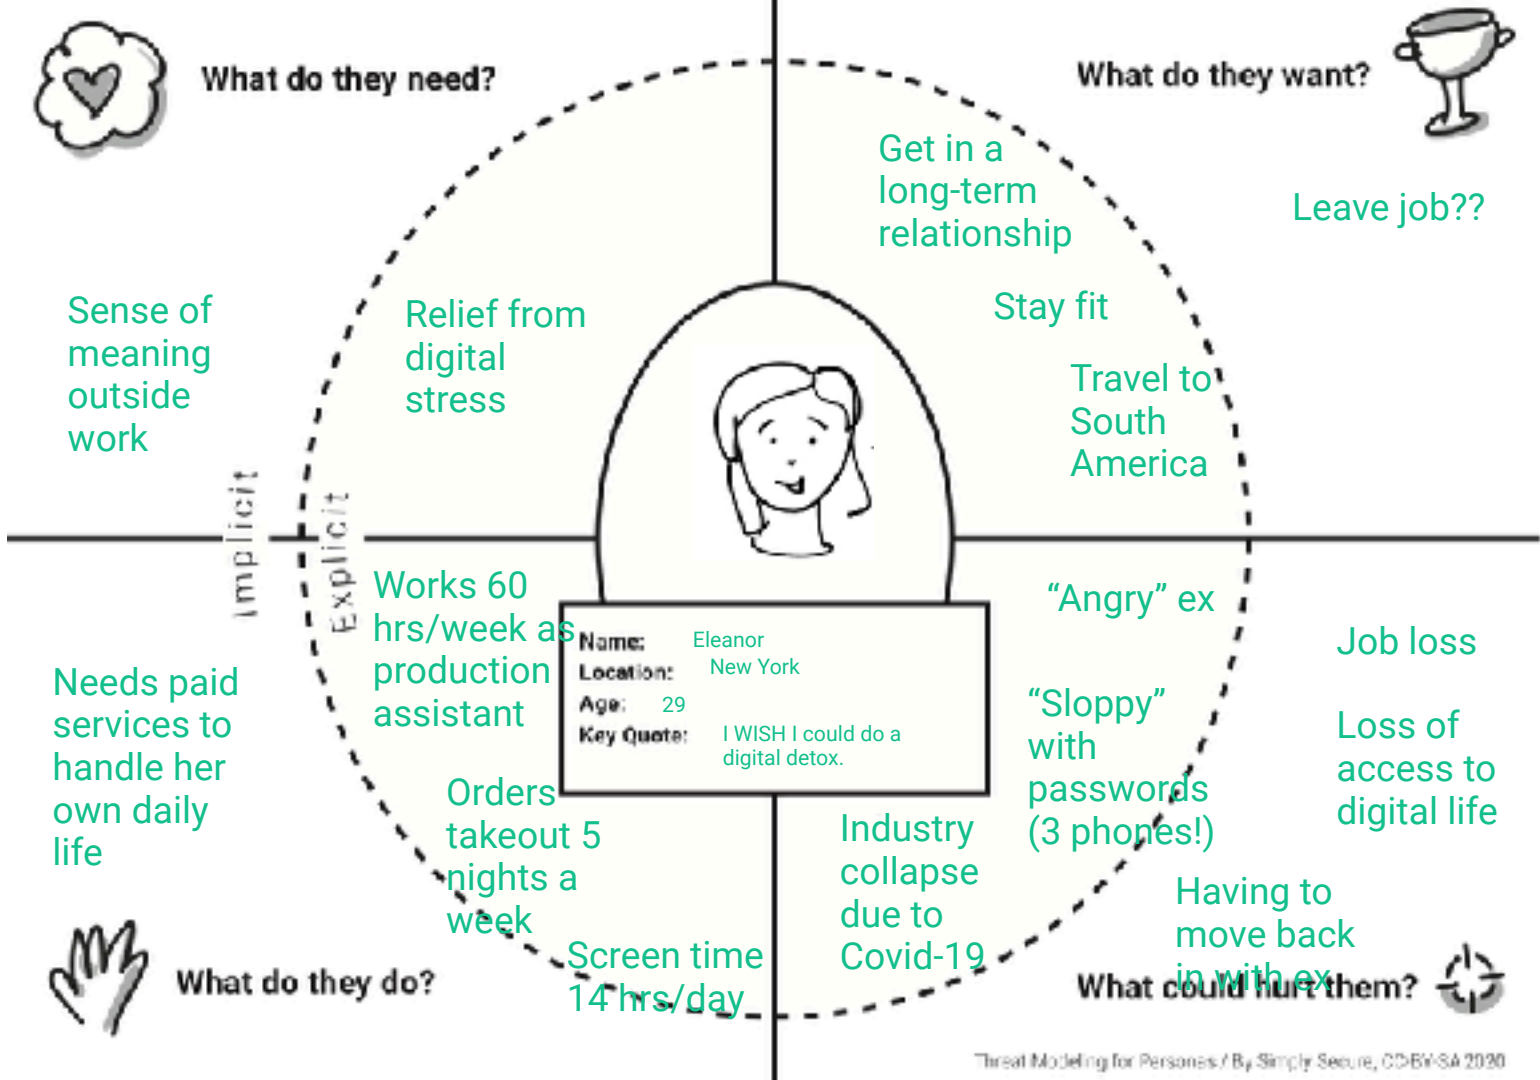 What do they need?
What do they want?
Get in a
long-term
relationship
Leave job??
Stay fit
Travel to
South
America
Sense of
meaning
outside
work
Relief from
digital
stress
Implicit
Explicit
Works 60
hrs/week as
production
assistant
Needs paid
services to
handle her
own daily
life
Orders
takeout 5
nights a
week
Screen time
14 hrs/day
What do they do?
Name: Eleanor
Location: New York
Age: 29
Key Quote: I WISH I could do a
digital detox.
“Angry” ex
“Sloppy”
with
passwords
(3 phones!)
Industry
collapse
due to
Covid-19
Job loss
Loss of
access to
digital life
Having to
move back
in with ex
What could hurt them?
Threat Modeling for Personas / By Simply Secure, CC-BY-SA 2020